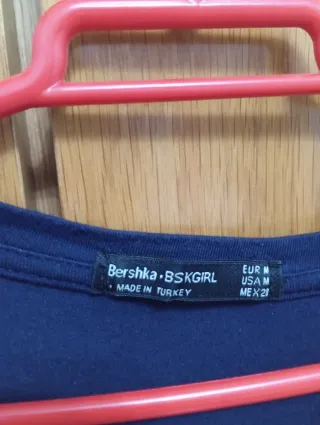 Bershka • BSKGIRL
• MADE IN TURKEY
EUR M
USA M
MEX 28